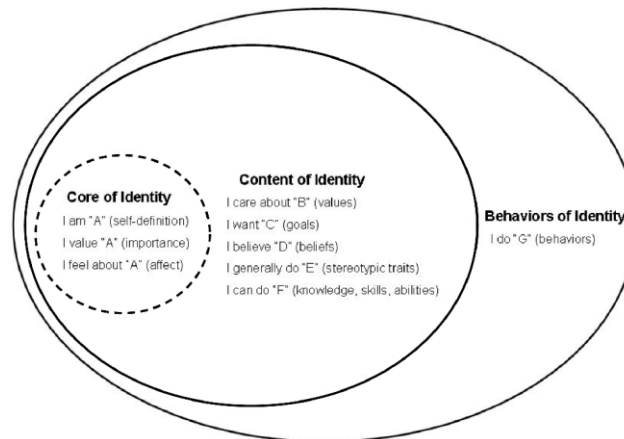 Core of Identity
I am "A" (self-definition)
I value "A" (importance)
I feel about "A" (affect)
Content of Identity
I care about "B" (values)
I want "C" (goals)
I believe "D" (beliefs)
I generally do "E" (stereotypic traits)
I can do "F" (knowledge, skills, abilities)
Behaviors of Identity
I do "G" (behaviors)